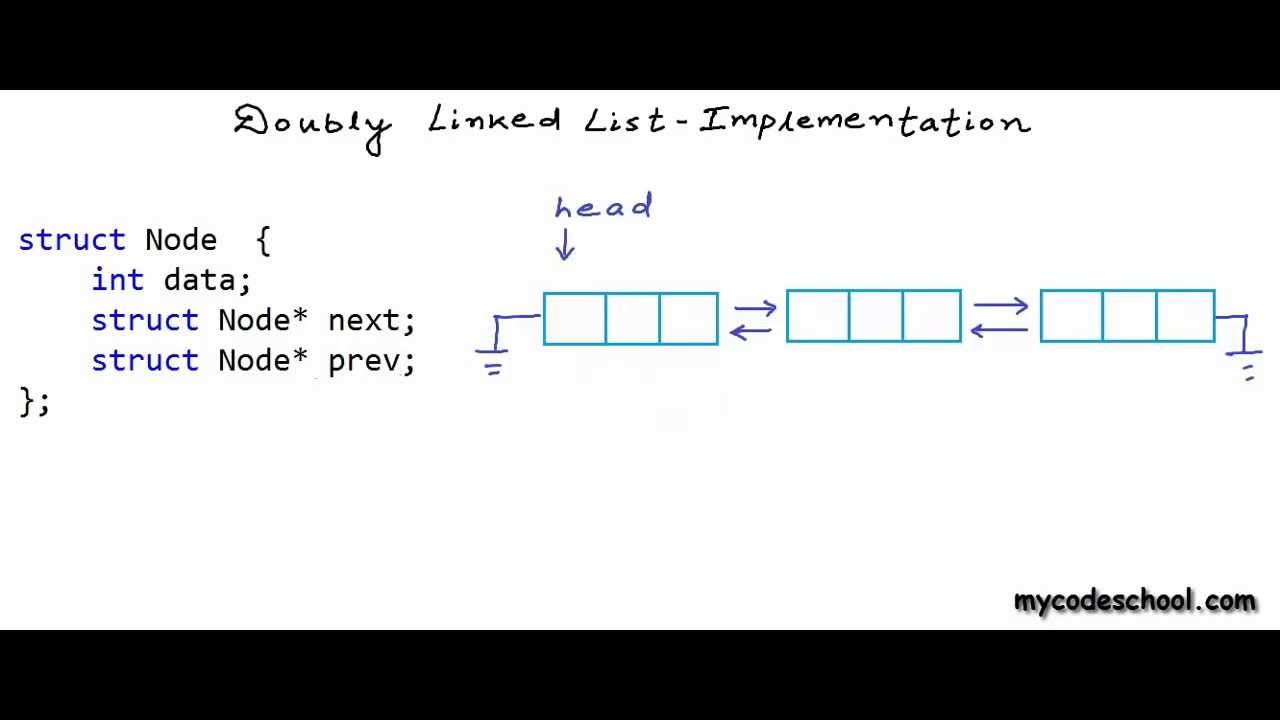 Doubly Linked List - Implementation
head
struct Node {
int data;
struct Node* next;
struct Node* prev;
};
mycodeschool.com